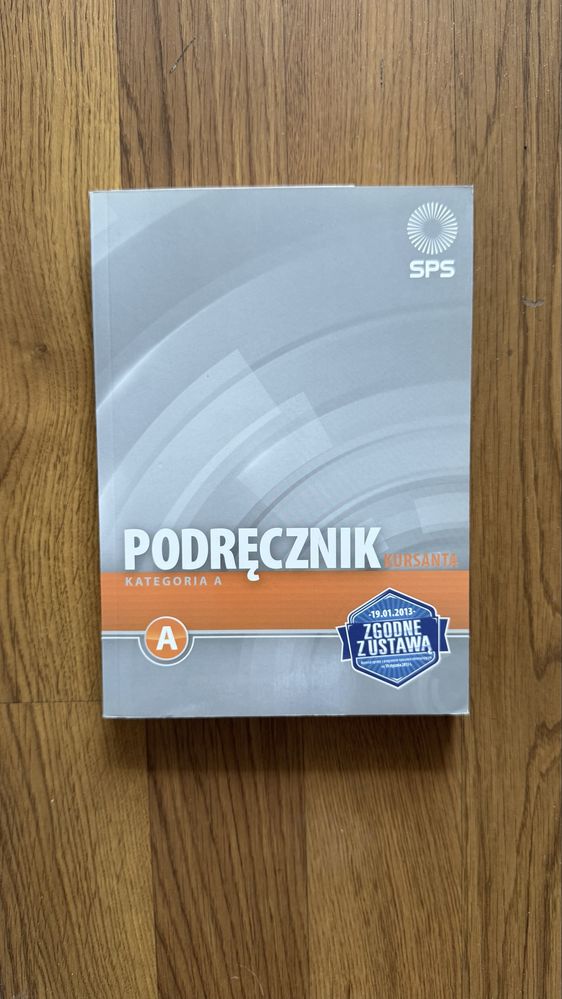 SPS
PODRĘCZNIK
KURSANTA
KATEGORIA A
A
-19.01.2013-
ZGODNE
Z USTAWĄ